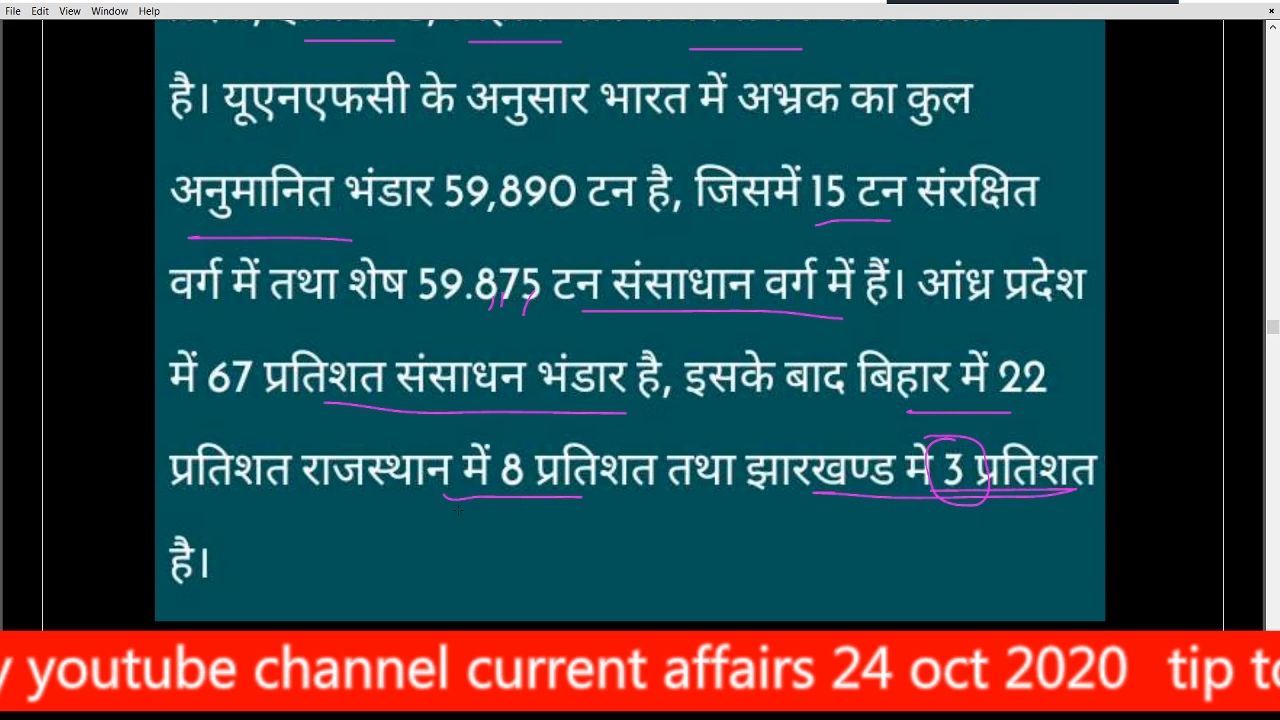 File Edit View Window Help
है। यूएनएफसी के अनुसार भारत में अभ्रक का कुल
अनुमानित भंडार 59,890 टन है, जिसमें 15 टन संरक्षित
वर्ग में तथा शेष 59.875 टन संसाधान वर्ग में हैं। आंध्र प्रदेश
में 67 प्रतिशत संसाधन भंडार है, इसके बाद बिहार में 22
प्रतिशत राजस्थान में 8 प्रतिशत तथा झारखण्ड मे 3 प्रतिशत
है।
youtube channel current affairs 24 oct 2020 tip